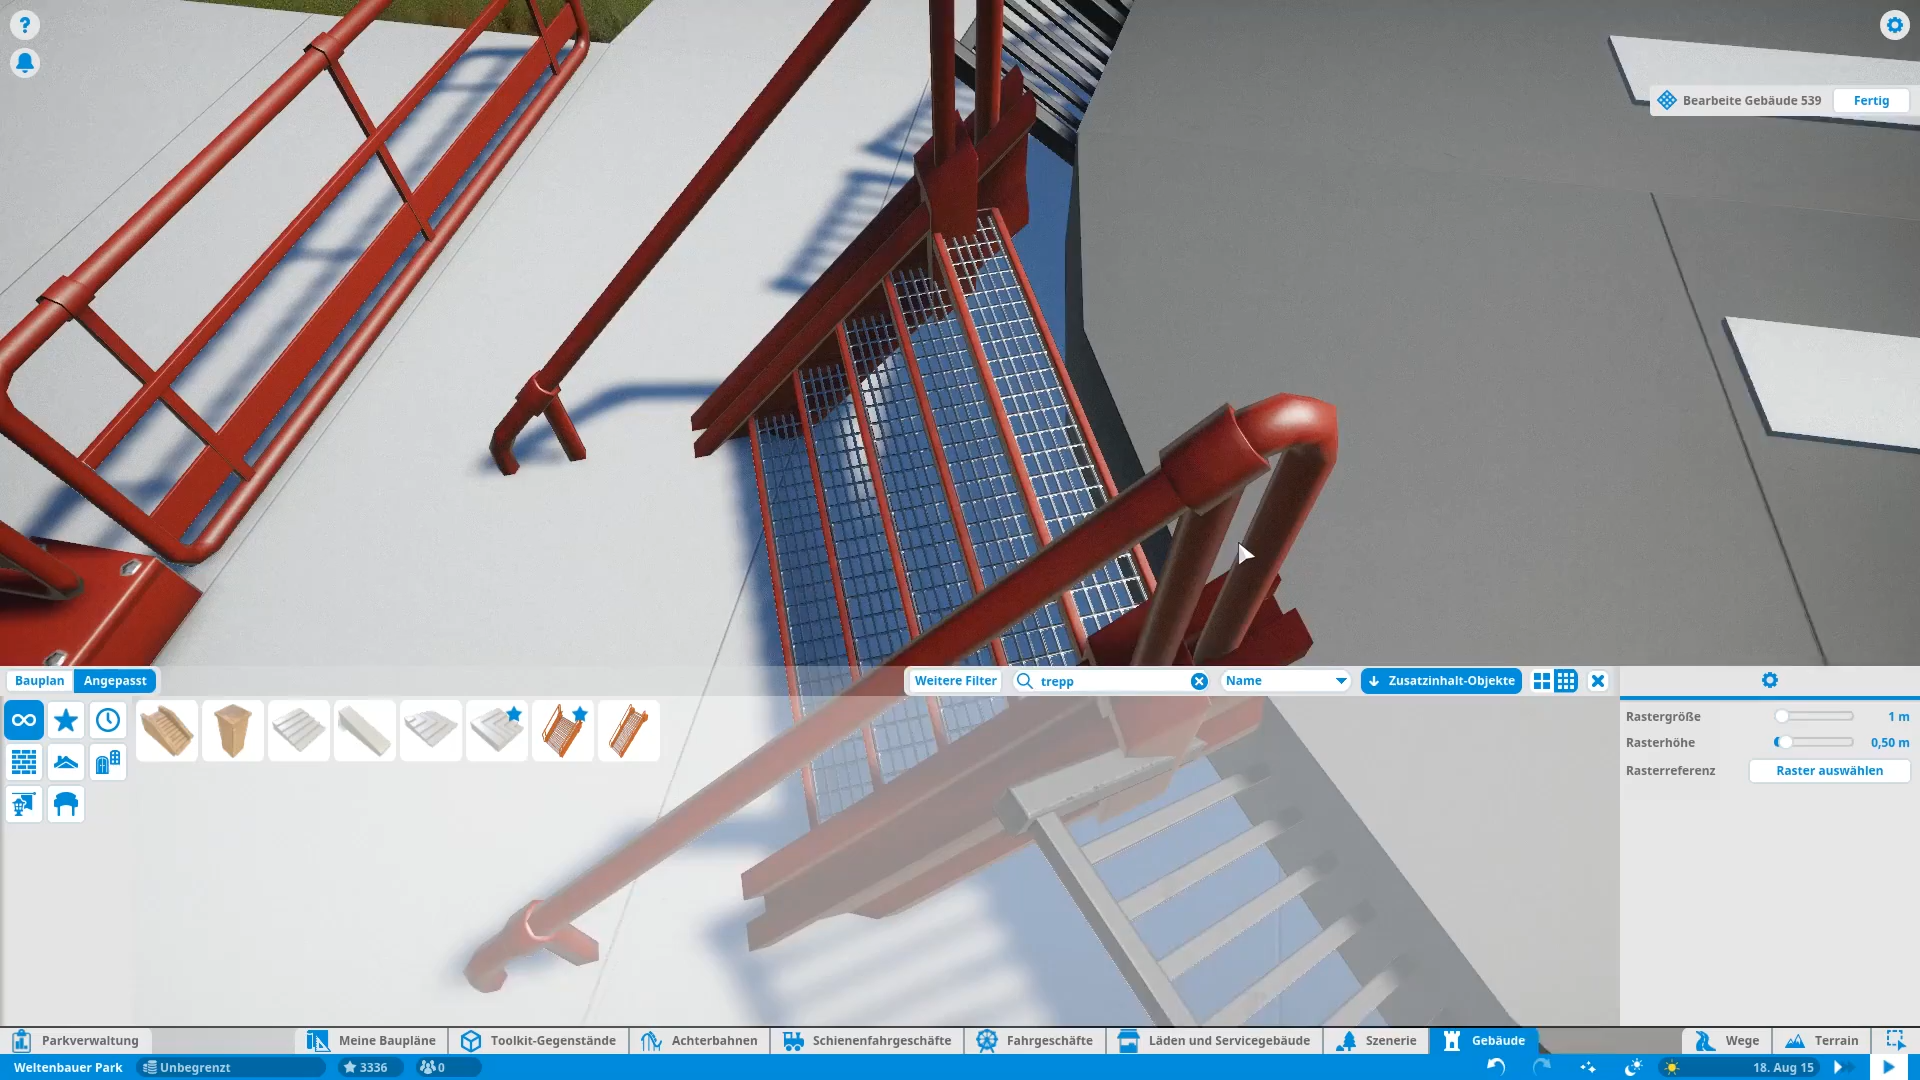 ?
Bearbeite Gebäude 539
Fertig
Bauplan
Angepasst
Weitere Filter
trepp
Name
Zusatzinhalt-Objekte
Rastergröße
1 m
Rasterhöhe
0,50 m
Rasterreferenz
Raster auswählen
Parkverwaltung
Meine Baupläne
Toolkit-Gegenstände
Achterbahnen
Schienenfahrgeschäfte
Fahrgeschäfte
Läden und Servicegebäude
Szenerie
Gebäude
Wege
Terrain
Weltenbauer Park
Unbegrenzt
3336
0
18. Aug 15